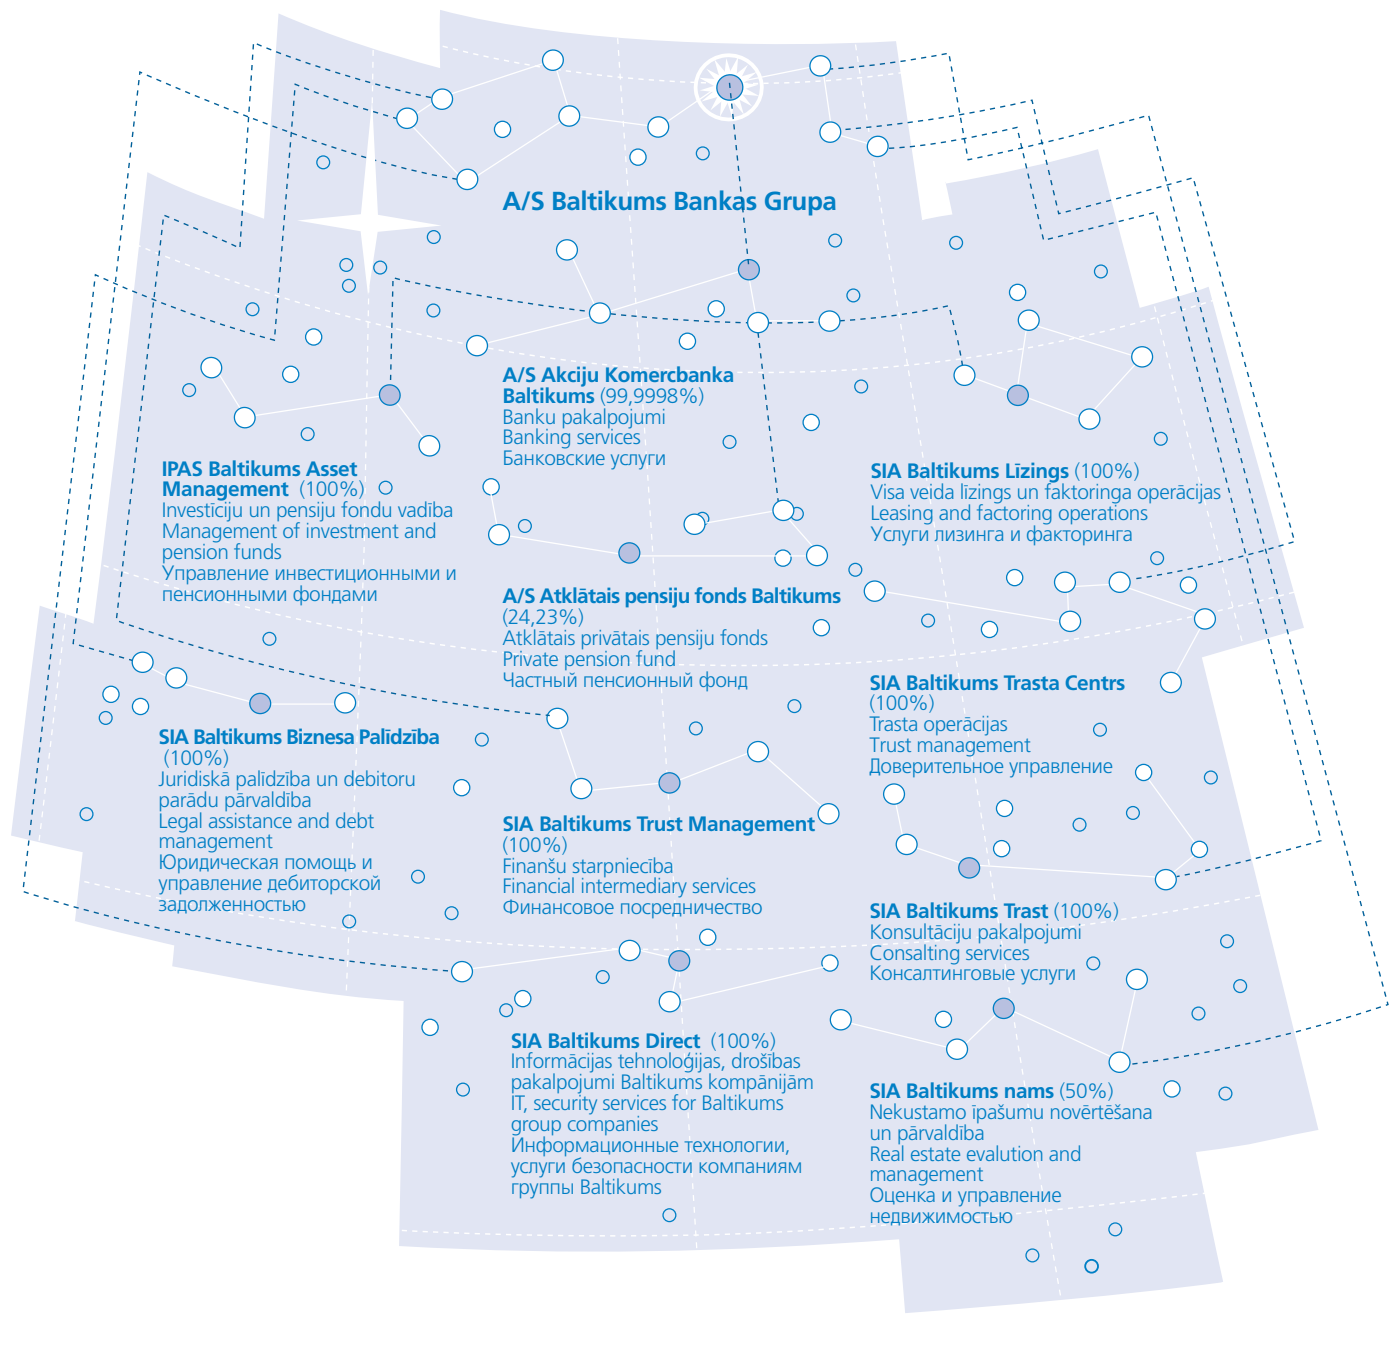 A/S Baltikums Bankas Grupa
A/S Akciju Komercbanka
Baltikums (99,9998%)
Banku pakalpojumi
Banking services
Банковские услуги
IPAS Baltikums Asset
Management (100%)
Investīciju un pensiju fondu vadība
Management of investment and
pension funds
Управление инвестиционными и
пенсионными фондами
SIA Baltikums Līzings (100%)
Visa veida līzings un faktoringa operācijas
Leasing and factoring operations
Услуги лизинга и факторинга
A/S Atklātais pensiju fonds Baltikums
(24,23%)
Atklātais privātais pensiju fonds
Private pension fund
Частный пенсионный фонд
SIA Baltikums Trasta Centrs
(100%)
Trasta operācijas
Trust management
Доверительное управление
SIA Baltikums Biznesa Palīdzība
(100%)
Juridiskā palīdzība un debitoru
parādu pārvaldība
Legal assistance and debt
management
Юридическая помощь и
управление дебиторской
задолженностью
SIA Baltikums Trust Management
(100%)
Finanšu starpniecība
Financial intermediary services
Финансовое посредничество
SIA Baltikums Trast (100%)
Konsultāciju pakalpojumi
Consalting services
Консалтинговые услуги
SIA Baltikums Direct (100%)
Informācijas tehnoloģijas, drošības
pakalpojumi Baltikums kompānijām
IT, security services for Baltikums
group companies
Информационные технологии,
услуги безопасности компаниям
группы Baltikums
SIA Baltikums nams (50%)
Nekustamo īpašumu novērtēšana
un pārvaldība
Real estate evalution and
management
Оценка и управление
недвижимостью